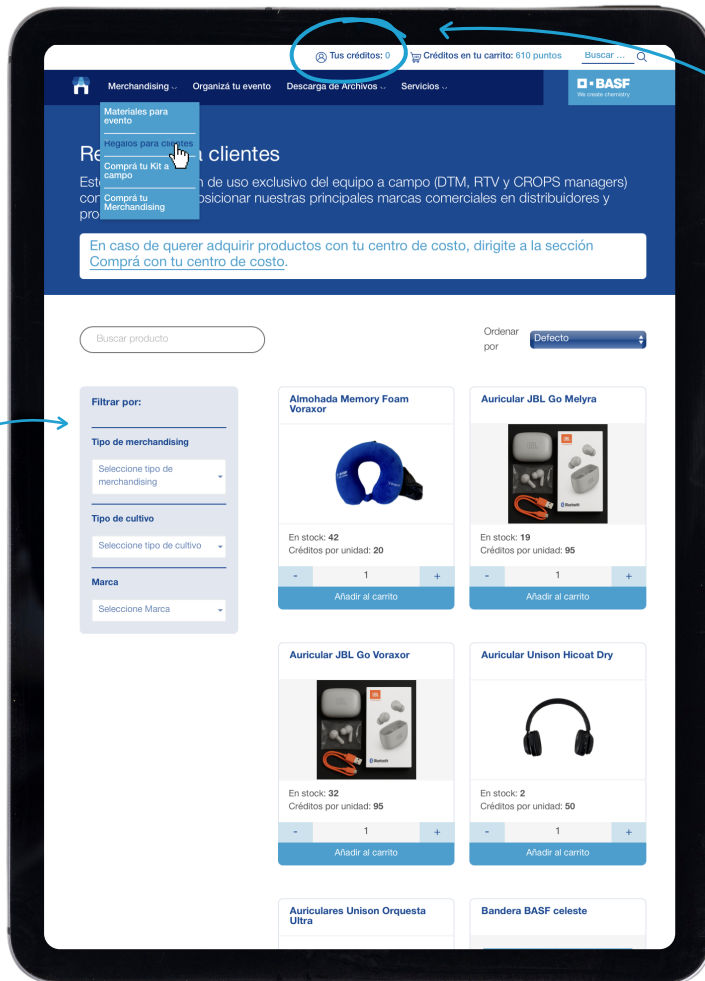 Tus créditos: 0
Créditos en tu carrito: 610 puntos
Buscar ...
Merchandising
Organizá tu evento
Descarga de Archivos
Servicios
BASF
We create chemistry
Materiales para
evento
Regalos para clientes
Comprá tu Kit a
campo
Comprá tu
Merchandising
Re a clientes
Est n de uso exclusivo del equipo a campo (DTM, RTV y CROPS managers)
con osicionar nuestras principales marcas comerciales en distribuidores y
pro
En caso de querer adquirir productos con tu centro de costo, dirigite a la sección
Comprá con tu centro de costo.
Buscar producto
Ordenar
por
Defecto
Filtrar por:
Tipo de merchandising
Seleccione tipo de
merchandising
Tipo de cultivo
Seleccione tipo de cultivo
Marca
Seleccione Marca
Almohada Memory Foam
Voraxor
En stock: 42
Créditos por unidad: 20
- 1 +
Añadir al carrito
Auricular JBL Go Melyra
JBL
Bluetooth
En stock: 19
Créditos por unidad: 95
- 1 +
Añadir al carrito
Auricular JBL Go Voraxor
JBL
Bluetooth
En stock: 32
Créditos por unidad: 95
- 1 +
Añadir al carrito
Auricular Unison Hicoat Dry
En stock: 2
Créditos por unidad: 50
- 1 +
Añadir al carrito
Auriculares Unison Orquesta
Ultra
Bandera BASF celeste